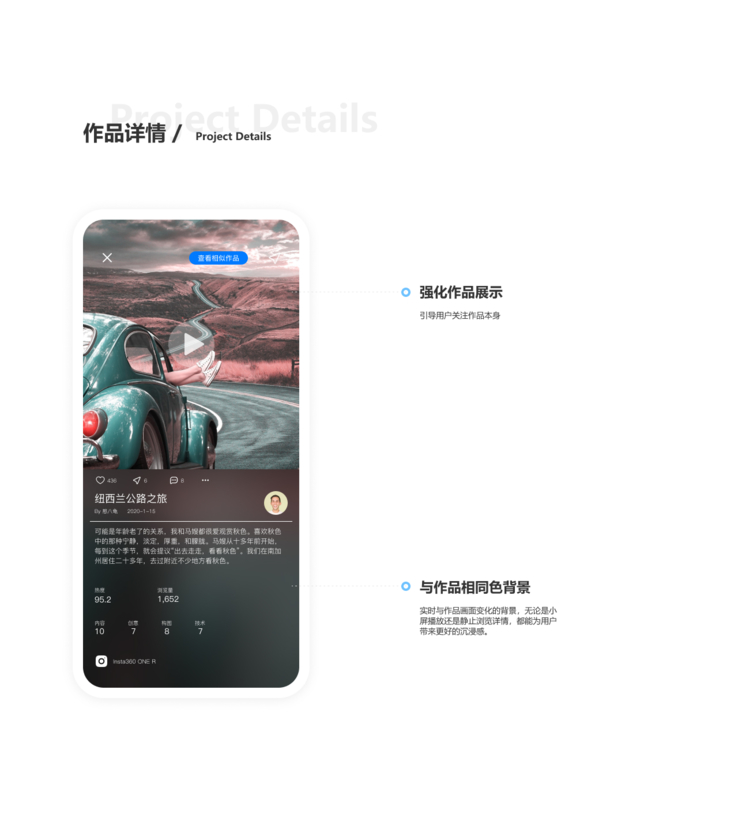 Project Details
作品详情 / Project Details
查看相似作品
强化作品展示
引导用户关注作品本身
436 6 8 ···
纽西兰公路之旅
2020-1-15
可能是年龄老了的关系，我和马嫂都很爱观赏秋色。喜欢秋色
中的那种宁静，淡定，厚重，和朦胧。马嫂从十多年前开始，
每到这个季节，就会提议“出去走走，看看秋色”。我们在南加
州居住二十多年，去过附近不少地方看秋色。
热度 浏览量
95.2 1,652
内容 创意 构图 技术
10 7 8 7
Insta360 ONE R
与作品相同色背景
实时与作品画面变化的背景，无论是小
屏播放还是静止浏览详情，都能为用户
带来更好的沉浸感。